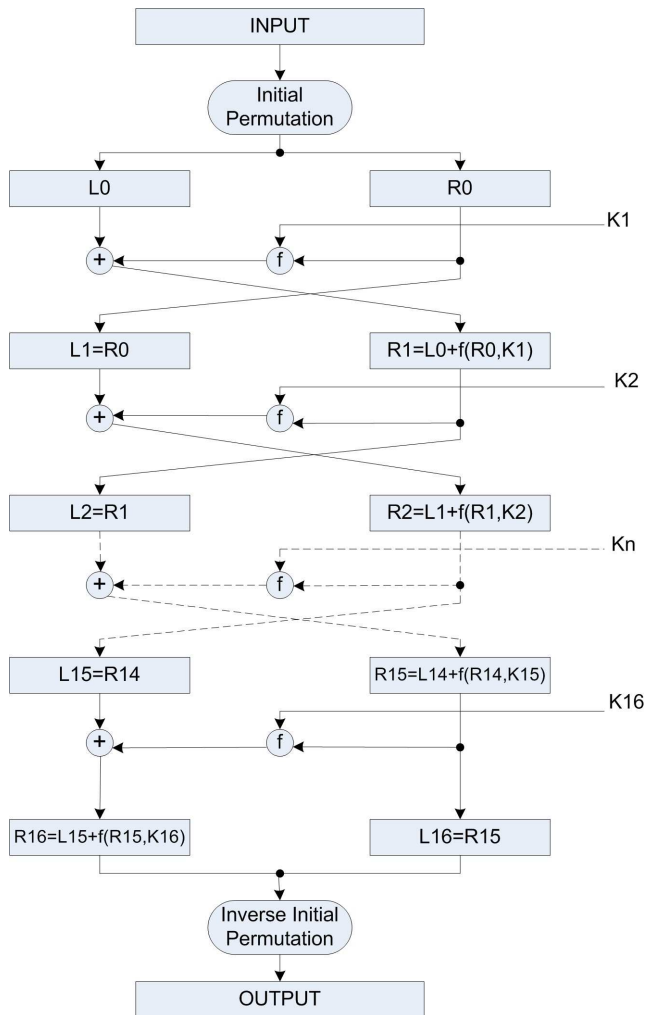 INPUT
Initial
Permutation
L0
R0
K1
+
f
L1=R0
R1=L0+f(R0,K1)
K2
+
f
L2=R1
R2=L1+f(R1,K2)
Kn
+
f
L15=R14
R15=L14+f(R14,K15)
K16
+
f
R16=L15+f(R15,K16)
L16=R15
Inverse Initial
Permutation
OUTPUT